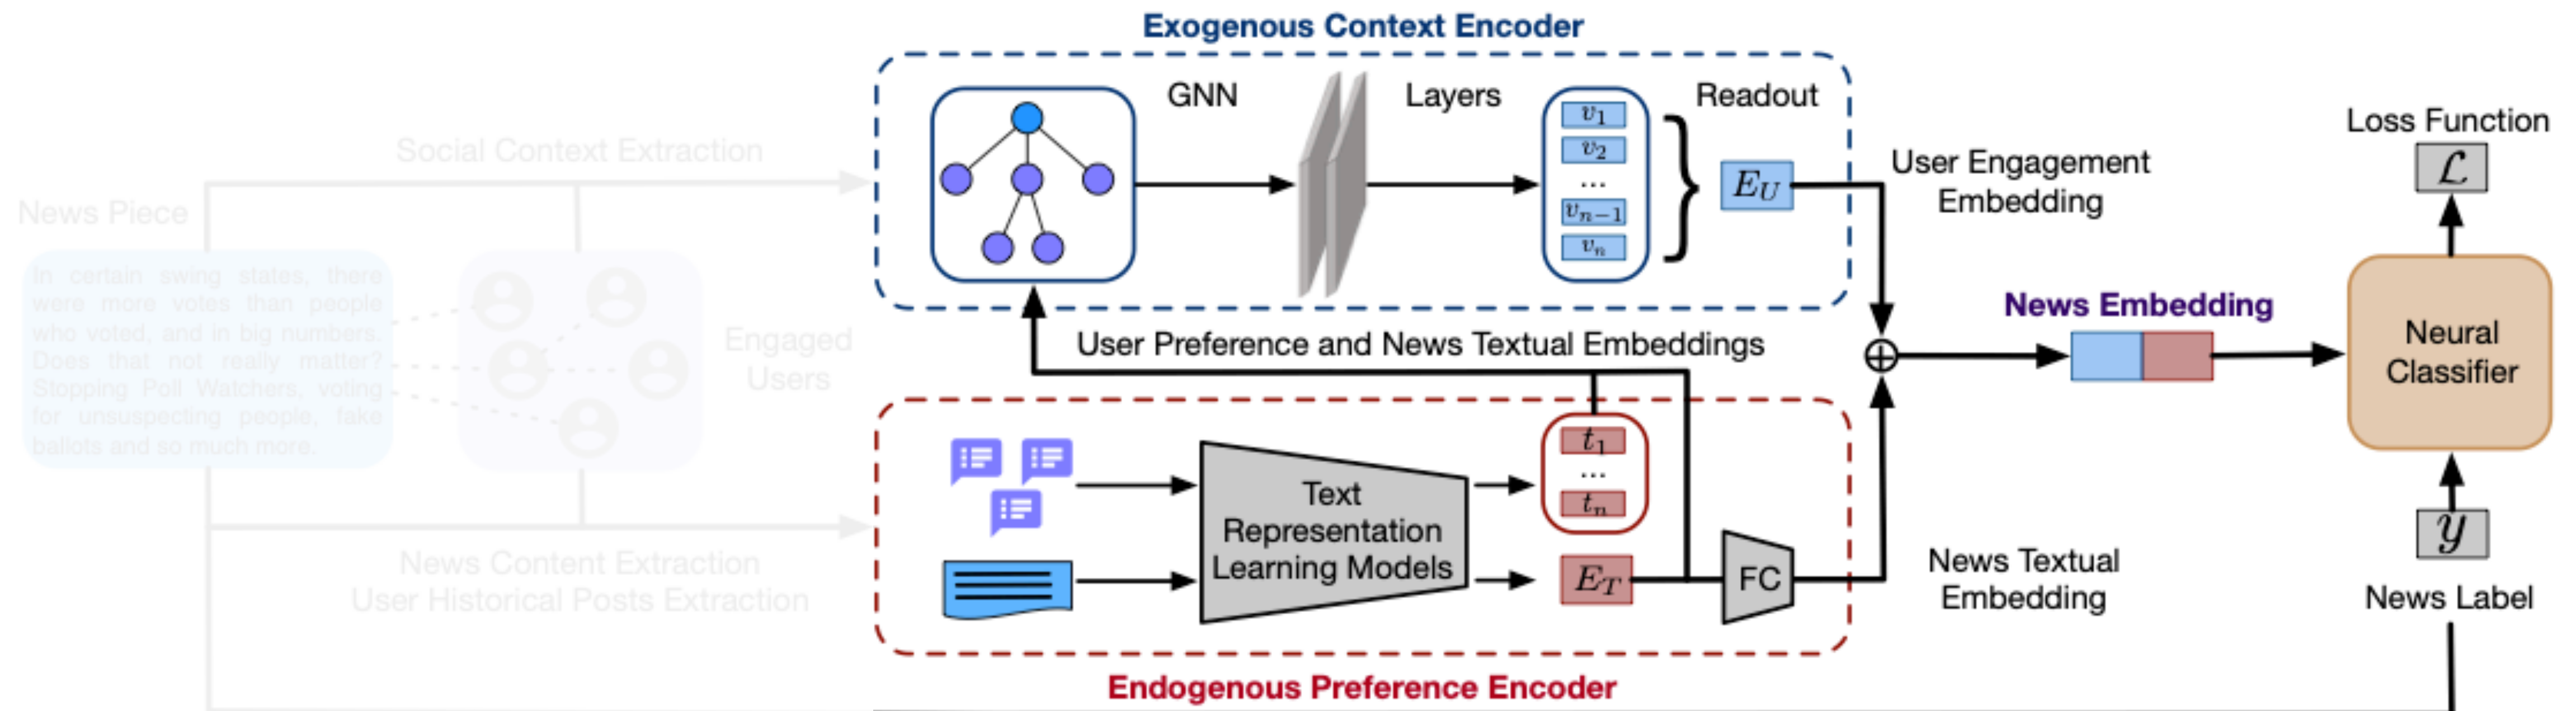 Exogenous Context Encoder
GNN
Layers
Readout
v1
v2
...
vn−1
vn
EU
Social Context Extraction
News Piece
In certain swing states, there
were more votes than people
who voted, and in big numbers.
Does that not really matter?
Stopping Poll Watchers, voting
for unsuspecting people, fake
ballots and so much more.
Engaged
Users
News Content Extraction
User Historical Posts Extraction
User Preference and News Textual Embeddings
Text
Representation
Learning Models
t1
...
tn
ET
FC
Endogenous Preference Encoder
User Engagement
Embedding
News Textual
Embedding
News Embedding
Loss Function
L
Neural
Classifier
y
News Label